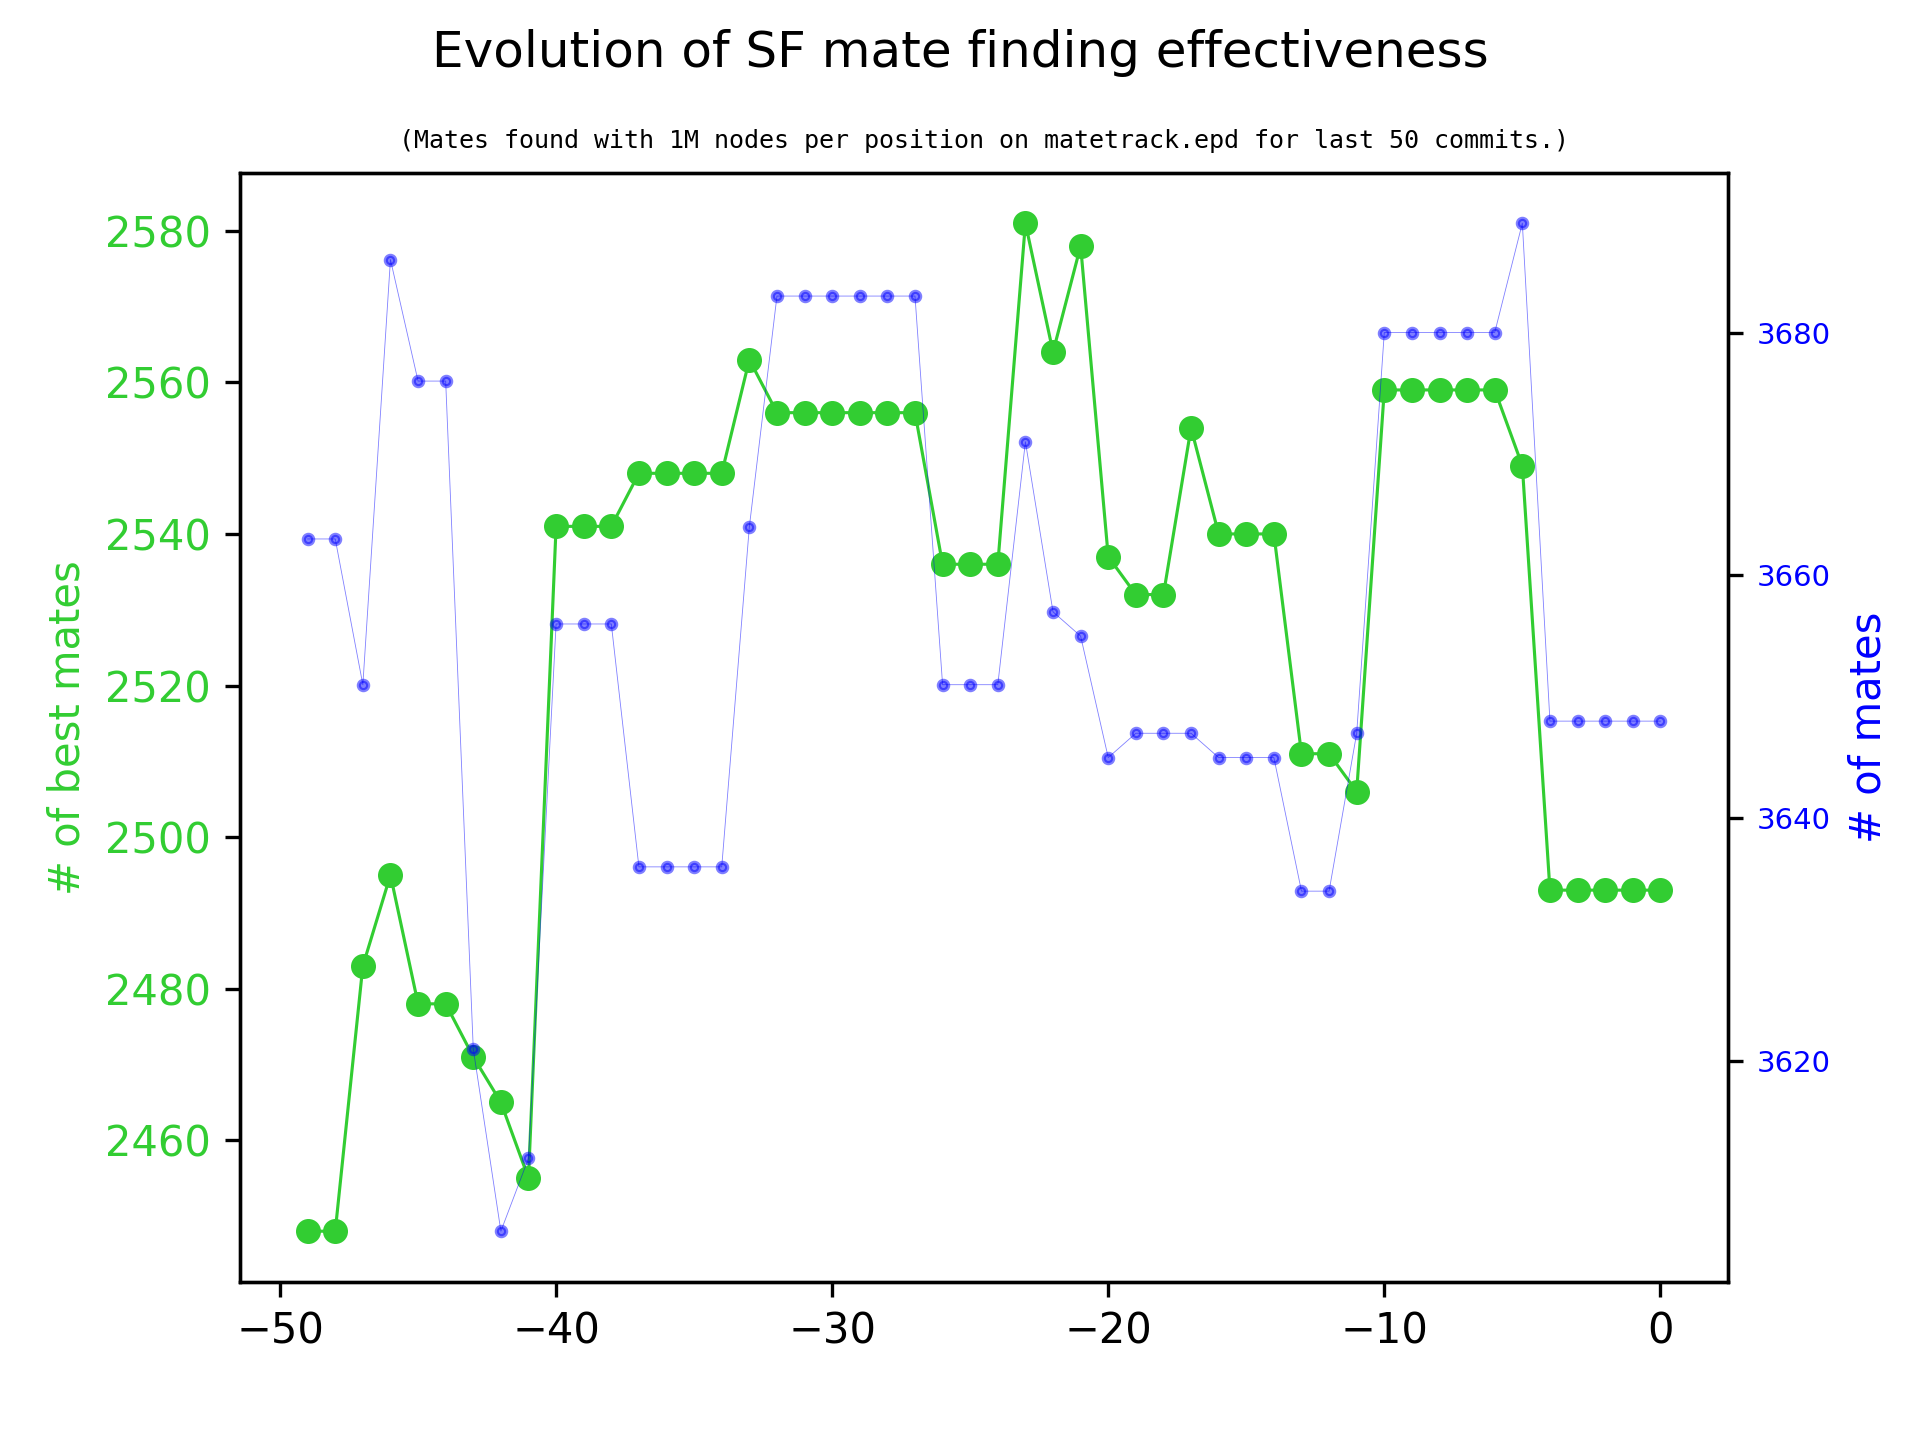 Evolution of SF mate finding effectiveness
(Mates found with 1M nodes per position on matetrack.epd for last 50 commits.)
# of best mates
2580
2560
2540
2520
2500
2480
2460
3680
3660
3640
3620
# of mates
−50 −40 −30 −20 −10 0